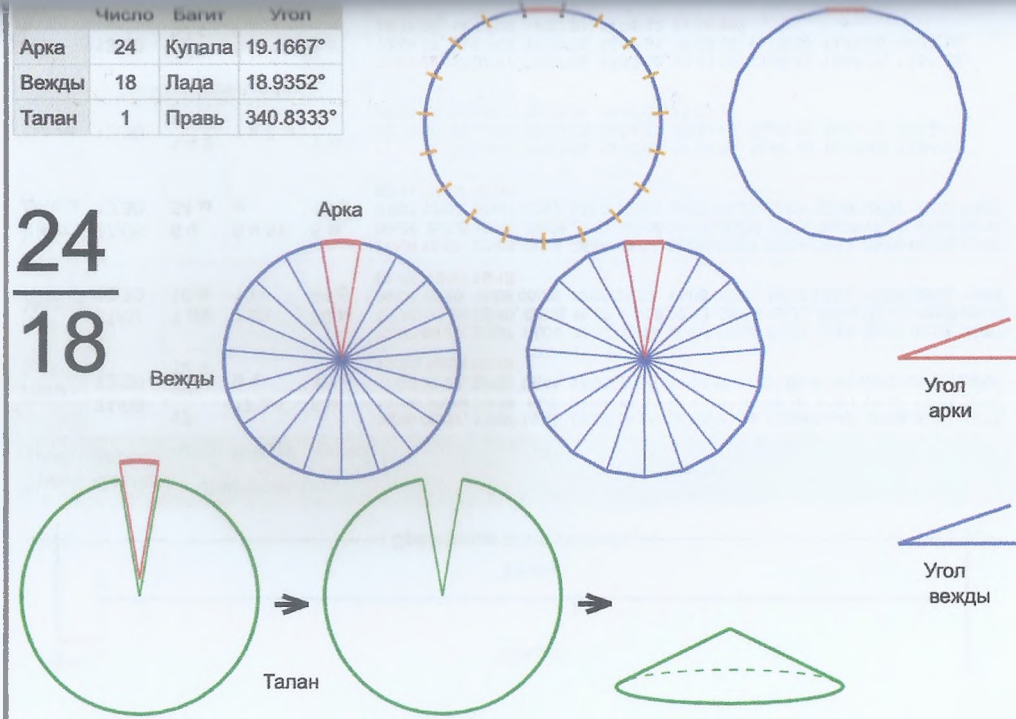 Число Багит Угол
Арка 24 Купала 19.1667°
Вежды 18 Лада 18.9352°
Талан 1 Правь 340.8333°
24
18
Арка
Вежды
Угол
арки
Угол
вежды
Талан